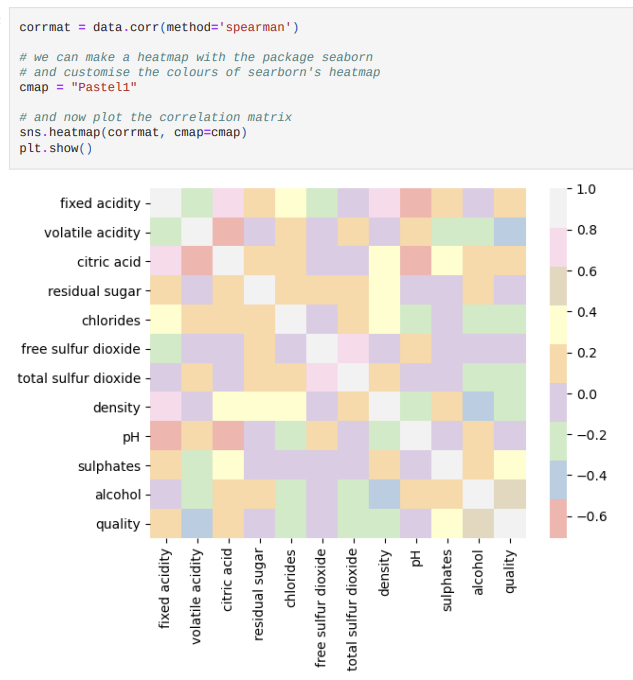 corrmat = data.corr(method='spearman')
# we can make a heatmap with the package seaborn
# and customise the colours of searborn's heatmap
cmap = "Pastel1"
# and now plot the correlation matrix
sns.heatmap(corrmat, cmap=cmap)
plt.show()
fixed acidity
volatile acidity
citric acid
residual sugar
chlorides
free sulfur dioxide
total sulfur dioxide
density
pH
sulphates
alcohol
quality
fixed acidity
volatile acidity
citric acid
residual sugar
chlorides
free sulfur dioxide
total sulfur dioxide
density
pH
sulphates
alcohol
quality
1.0
0.8
0.6
0.4
0.2
0.0
−0.2
−0.4
−0.6